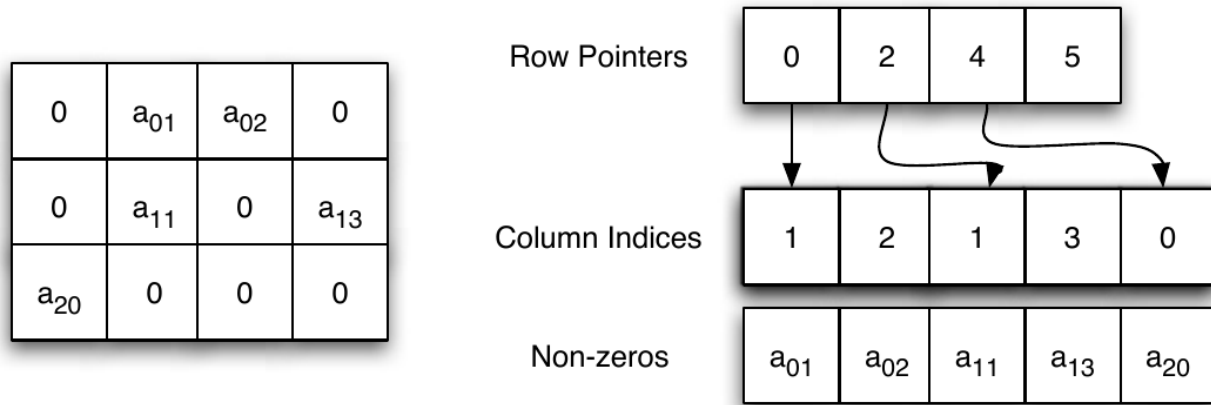 0 a₀₁ a₀₂ 0
0 a₁₁ 0 a₁₃
a₂₀ 0 0 0
Row Pointers 0 2 4 5
Column Indices 1 2 1 3 0
Non-zeros a₀₁ a₀₂ a₁₁ a₁₃ a₂₀